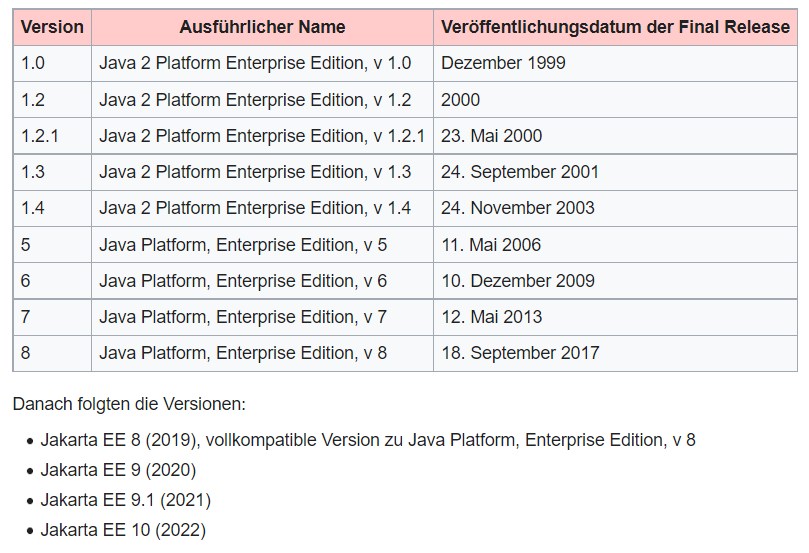 Version Ausführlicher Name Veröffentlichungsdatum der Final Release
1.0 Java 2 Platform Enterprise Edition, v 1.0 Dezember 1999
1.2 Java 2 Platform Enterprise Edition, v 1.2 2000
1.2.1 Java 2 Platform Enterprise Edition, v 1.2.1 23. Mai 2000
1.3 Java 2 Platform Enterprise Edition, v 1.3 24. September 2001
1.4 Java 2 Platform Enterprise Edition, v 1.4 24. November 2003
5 Java Platform, Enterprise Edition, v 5 11. Mai 2006
6 Java Platform, Enterprise Edition, v 6 10. Dezember 2009
7 Java Platform, Enterprise Edition, v 7 12. Mai 2013
8 Java Platform, Enterprise Edition, v 8 18. September 2017
Danach folgten die Versionen:
• Jakarta EE 8 (2019), vollkompatible Version zu Java Platform, Enterprise Edition, v 8
• Jakarta EE 9 (2020)
• Jakarta EE 9.1 (2021)
• Jakarta EE 10 (2022)